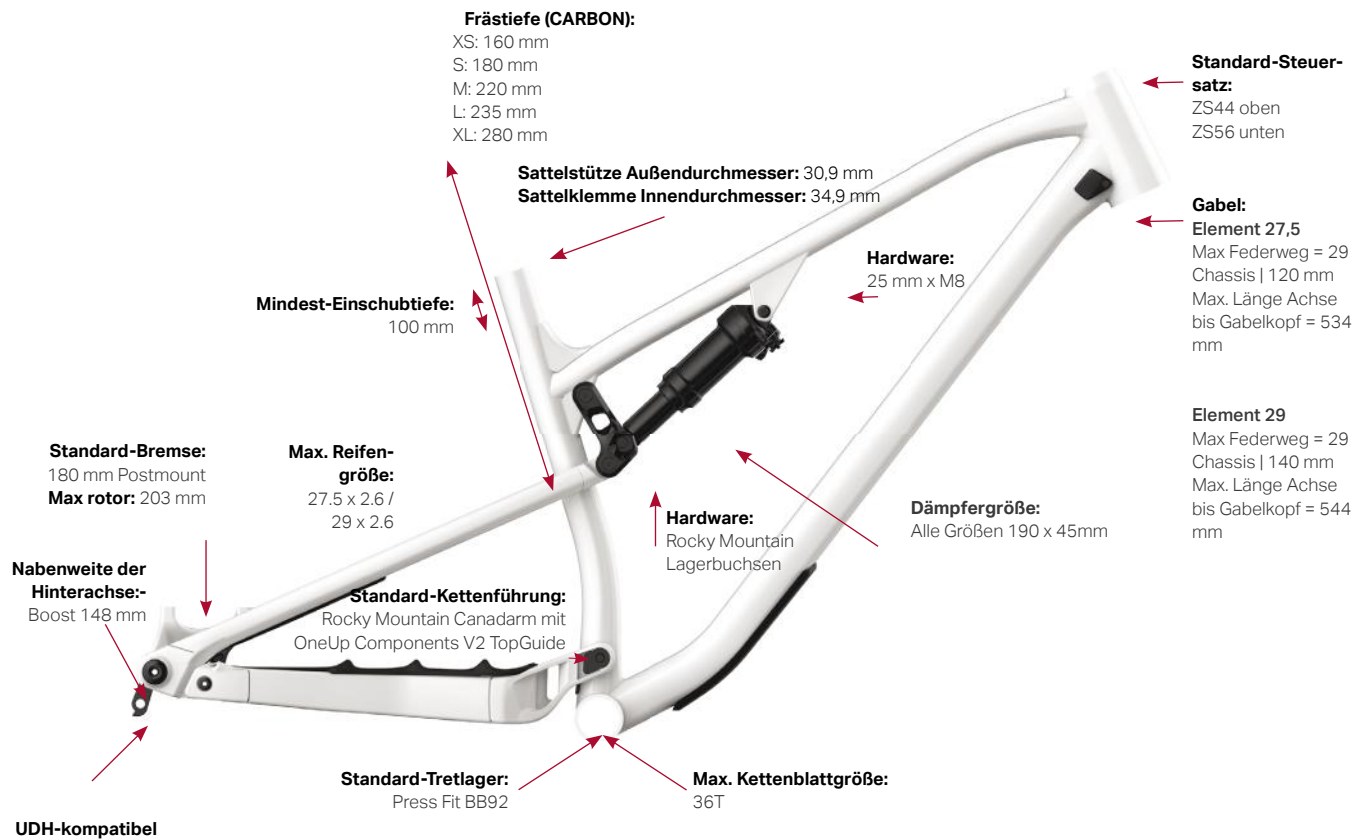 Frästiefe (CARBON):
XS: 160 mm
S: 180 mm
M: 220 mm
L: 235 mm
XL: 280 mm
Standard-Steuer-
satz:
ZS44 oben
ZS56 unten
Sattelstütze Außendurchmesser: 30,9 mm
Sattelklemme Innendurchmesser: 34,9 mm
Gabel:
Element 27,5
Max Federweg = 29
Chassis | 120 mm
Max. Länge Achse
bis Gabelkopf = 534
mm
Hardware:
25 mm x M8
Mindest-Einschubtiefe:
100 mm
Element 29
Max Federweg = 29
Chassis | 140 mm
Max. Länge Achse
bis Gabelkopf = 544
mm
Standard-Bremse:
180 mm Postmount
Max rotor: 203 mm
Max. Reifen-
größe:
27.5 x 2.6 /
29 x 2.6
Hardware:
Rocky Mountain
Lagerbuchsen
Dämpfergröße:
Alle Größen 190 x 45mm
Nabenweite der
Hinterachse:-
Boost 148 mm
Standard-Kettenführung:
Rocky Mountain Canadarm mit
OneUp Components V2 TopGuide
Standard-Tretlager:
Press Fit BB92
Max. Kettenblattgröße:
36T
UDH-kompatibel